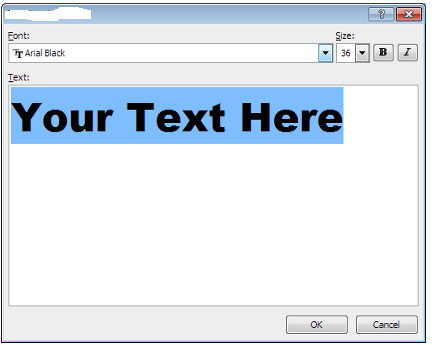 Font:
Size:
Arial Black
36
B
I
Text:
Your Text Here
OK
Cancel